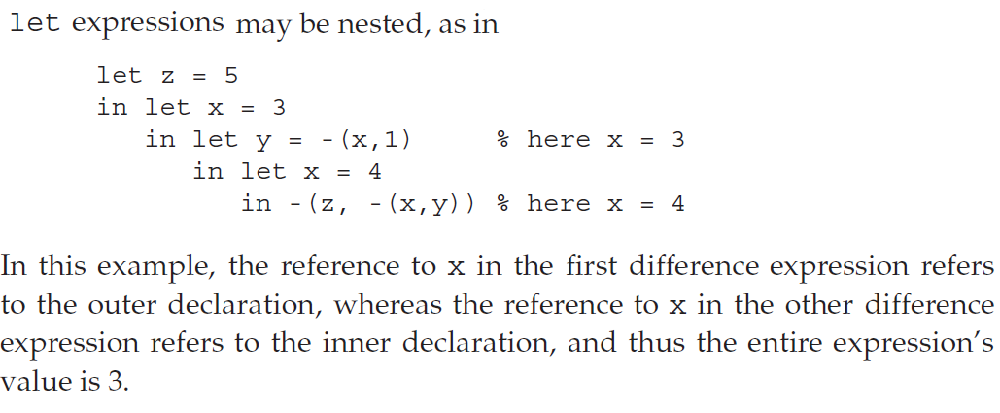 let expressions may be nested, as in
let z = 5
in let x = 3
in let y = -(x,1) % here x = 3
in let x = 4
in -(z, -(x,y)) % here x = 4
In this example, the reference to x in the first difference expression refers
to the outer declaration, whereas the reference to x in the other difference
expression refers to the inner declaration, and thus the entire expression’s
value is 3.